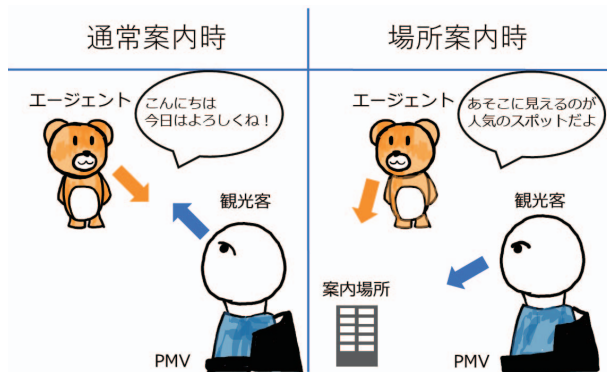 通常案内時
エージェント
こんにちは
今日はよろしくね！
観光客
PMV
場所案内時
エージェント
あそこに見えるのが
人気のスポットだよ
観光客
案内場所
PMV